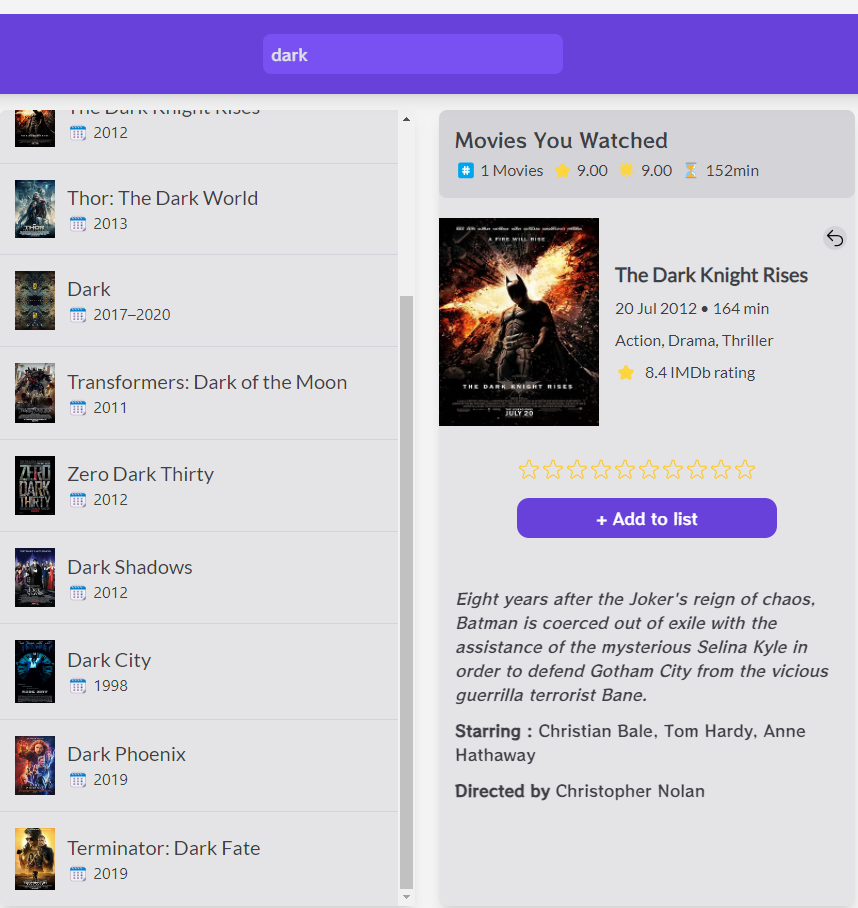 dark
The Dark Knight Rises
2012
Thor: The Dark World
2013
Dark
2017–2020
Transformers: Dark of the Moon
2011
Zero Dark Thirty
2012
Dark Shadows
2012
Dark City
1998
Dark Phoenix
2019
Terminator: Dark Fate
2019
Movies You Watched
# 1 Movies 9.00 9.00 152min
A FIRE WILL RISE
THE DARK KNIGHT RISES
JULY 20
The Dark Knight Rises
20 Jul 2012 • 164 min
Action, Drama, Thriller
8.4 IMDb rating
+ Add to list
Eight years after the Joker's reign of chaos,
Batman is coerced out of exile with the
assistance of the mysterious Selina Kyle in
order to defend Gotham City from the vicious
guerrilla terrorist Bane.
Starring : Christian Bale, Tom Hardy, Anne
Hathaway
Directed by Christopher Nolan